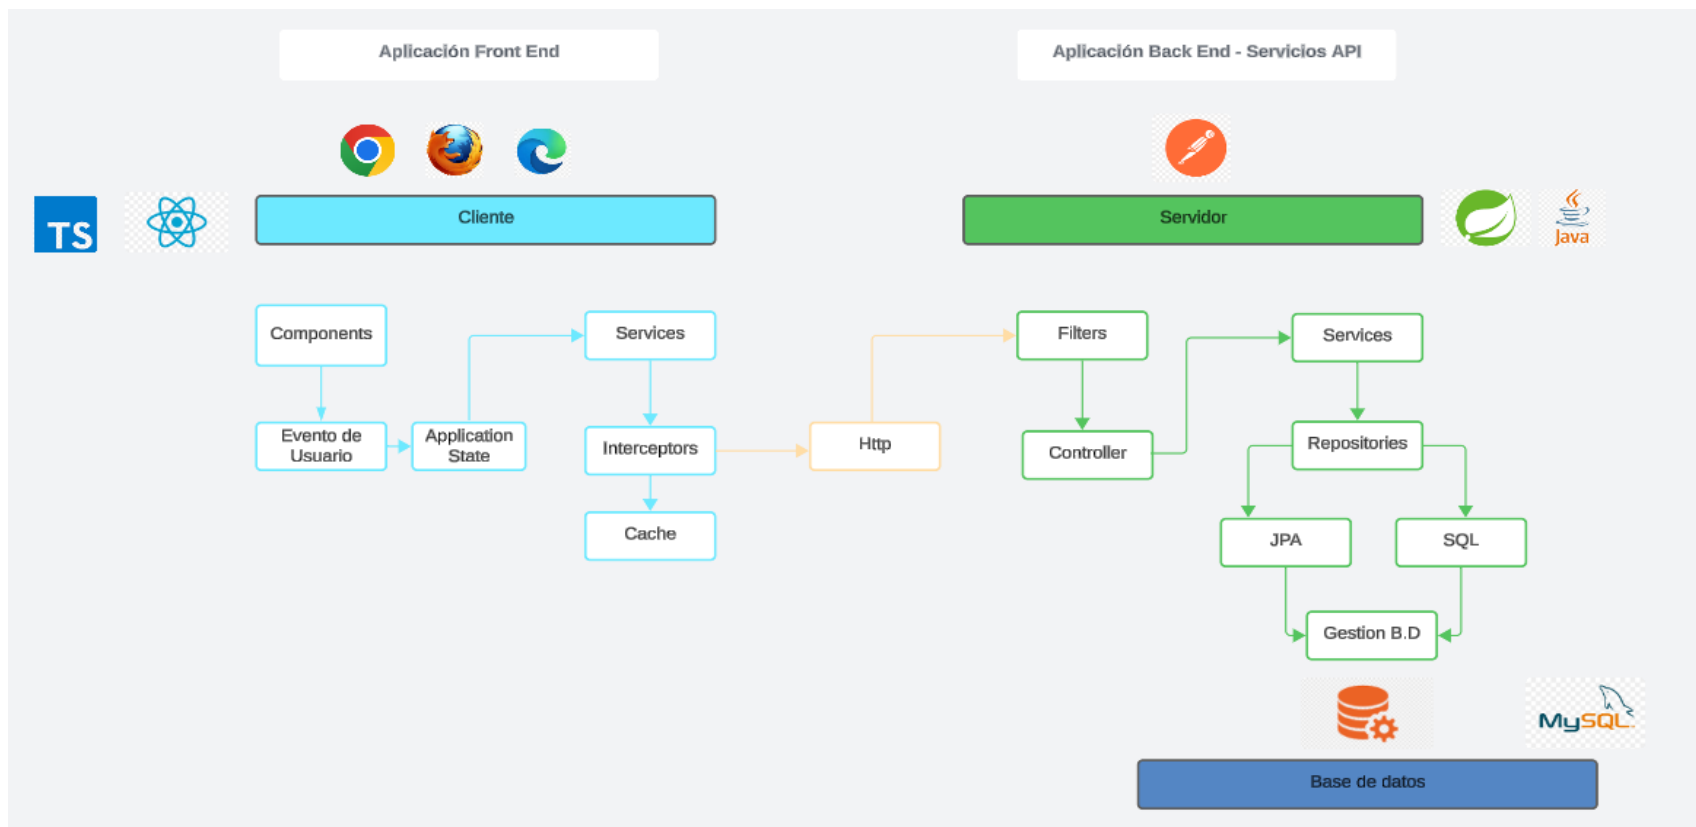 Aplicación Front End
Aplicación Back End - Servicios API
TS
Cliente
Servidor
Java
Components
Services
Filters
Services
Evento de
Usuario
Application
State
Interceptors
Http
Controller
Repositories
Cache
JPA
SQL
Gestion B.D
MySQL
Base de datos